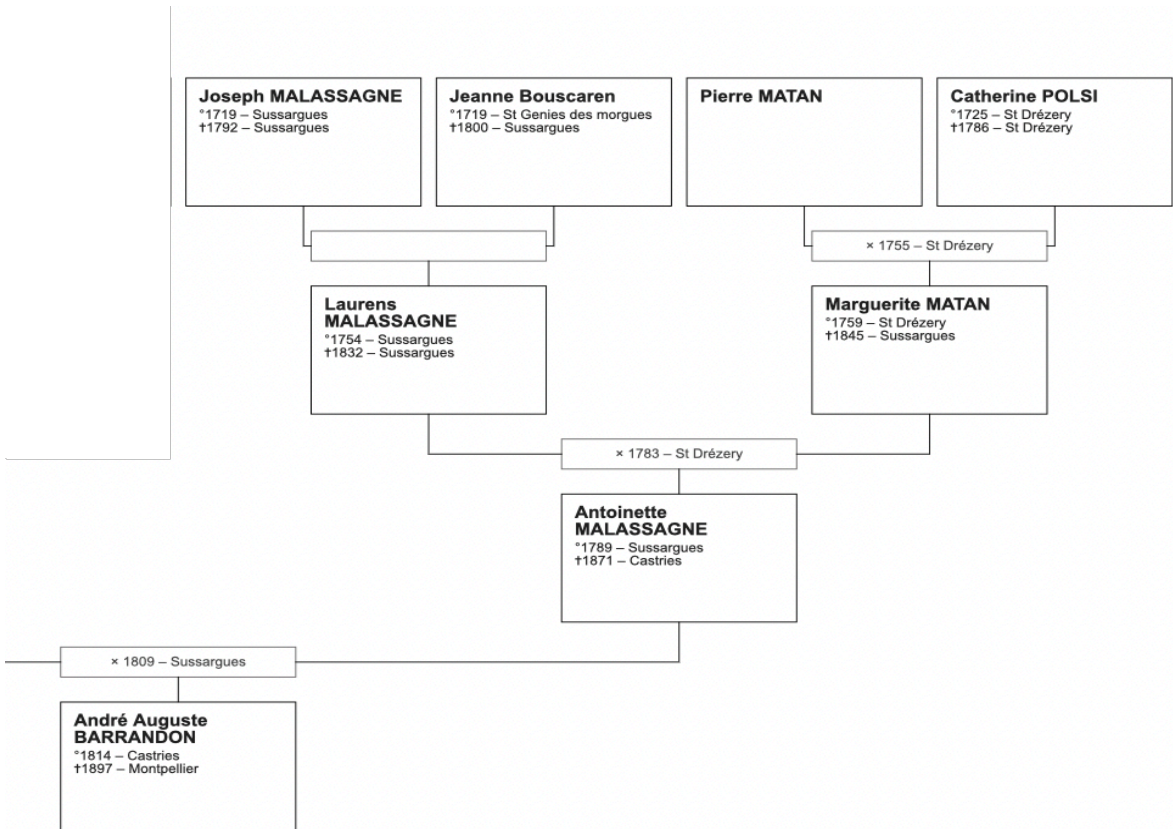 Joseph MALASSAGNE
°1719 – Sussargues
†1792 – Sussargues
Jeanne Bouscaren
°1719 – St Genies des morgues
†1800 – Sussargues
Pierre MATAN
Catherine POLSI
°1725 – St Drézery
†1786 – St Drézery
× 1755 – St Drézery
Laurens
MALASSAGNE
°1754 – Sussargues
†1832 – Sussargues
Marguerite MATAN
°1759 – St Drézery
†1845 – Sussargues
× 1783 – St Drézery
Antoinette
MALASSAGNE
°1789 – Sussargues
†1871 – Castries
× 1809 – Sussargues
André Auguste
BARRANDON
°1814 – Castries
†1897 – Montpellier